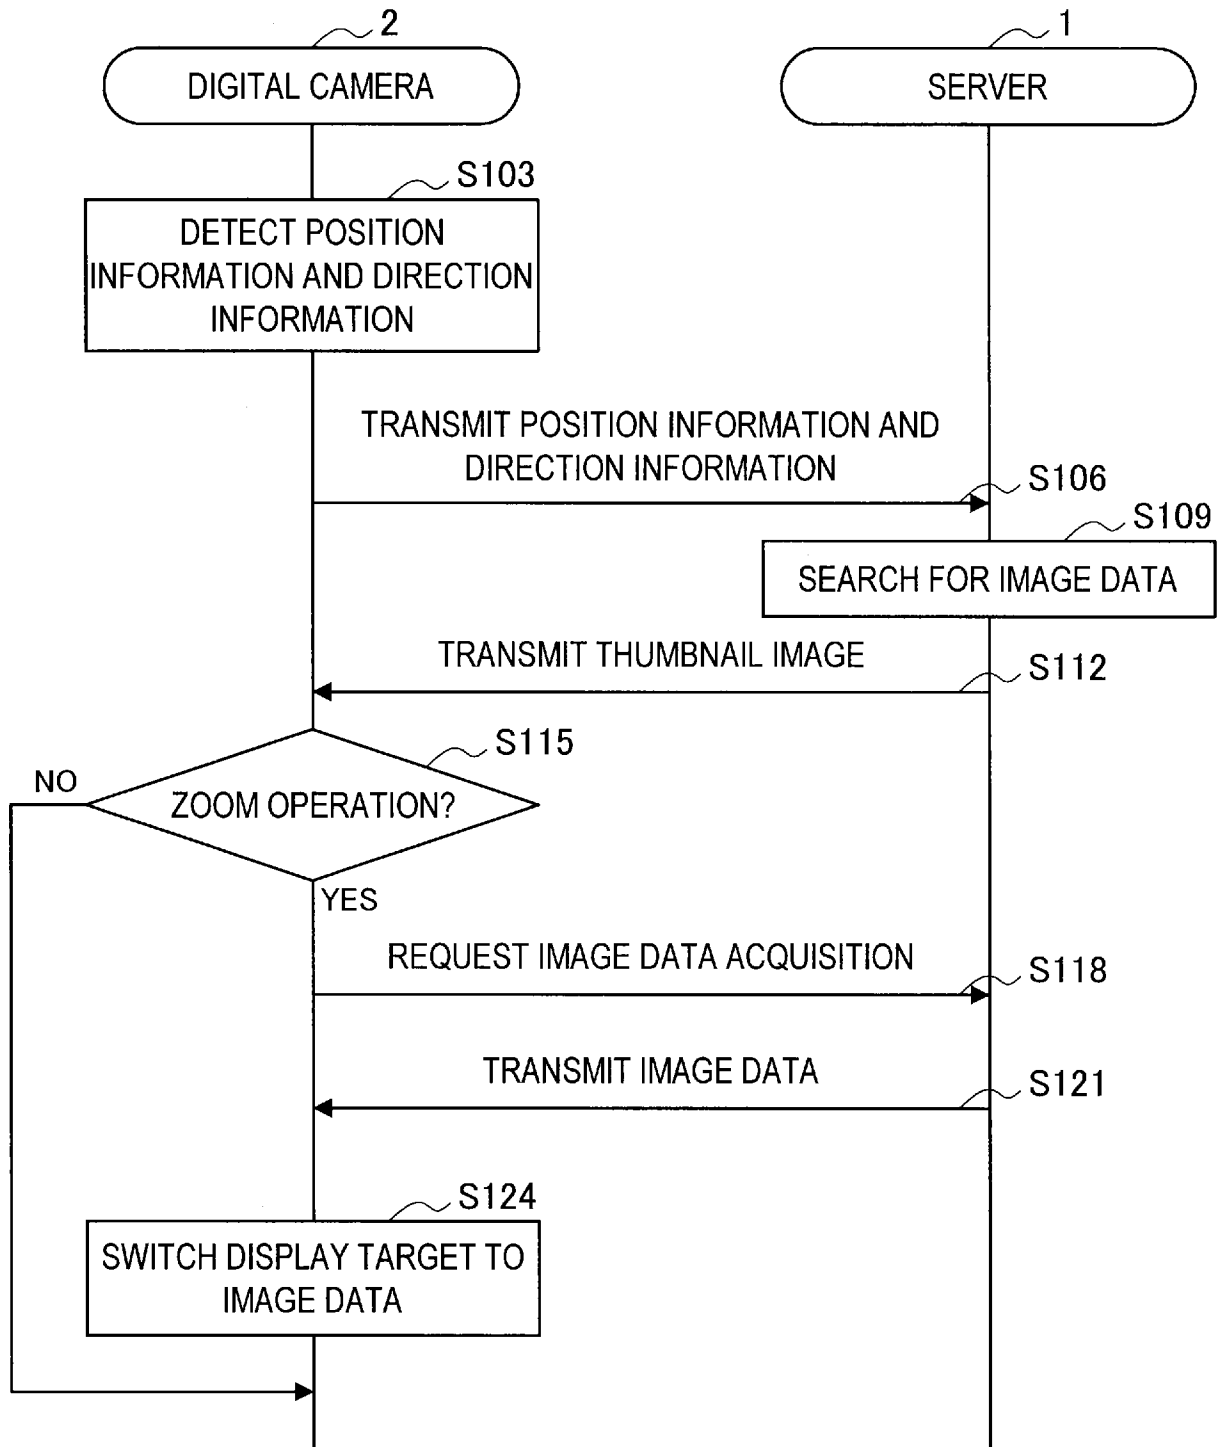 2
1
DIGITAL CAMERA
SERVER
S103
DETECT POSITION
INFORMATION AND DIRECTION
INFORMATION
TRANSMIT POSITION INFORMATION AND
DIRECTION INFORMATION
S106
S109
SEARCH FOR IMAGE DATA
TRANSMIT THUMBNAIL IMAGE
S112
S115
NO
ZOOM OPERATION?
YES
REQUEST IMAGE DATA ACQUISITION
S118
TRANSMIT IMAGE DATA
S121
S124
SWITCH DISPLAY TARGET TO
IMAGE DATA